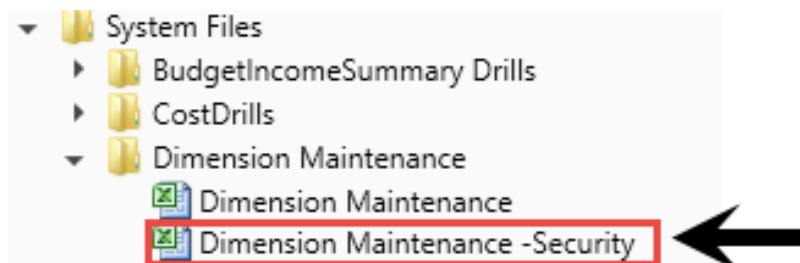 System Files
BudgetIncomeSummary Drills
CostDrills
Dimension Maintenance
Dimension Maintenance
Dimension Maintenance -Security